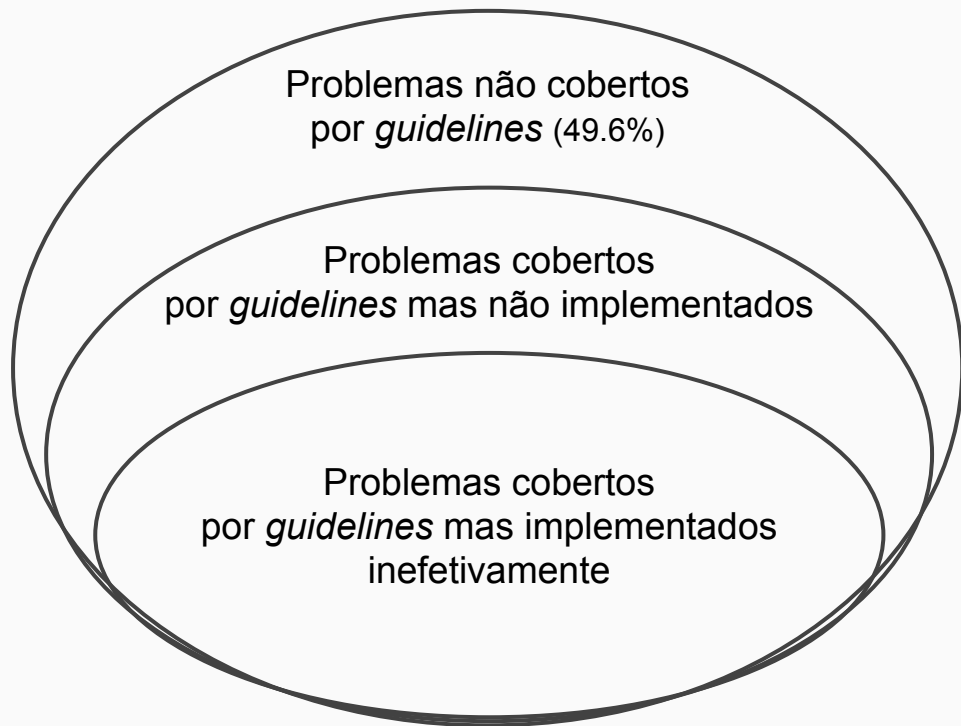 Problemas não cobertos
por guidelines (49.6%)
Problemas cobertos
por guidelines mas não implementados
Problemas cobertos
por guidelines mas implementados
inefetivamente